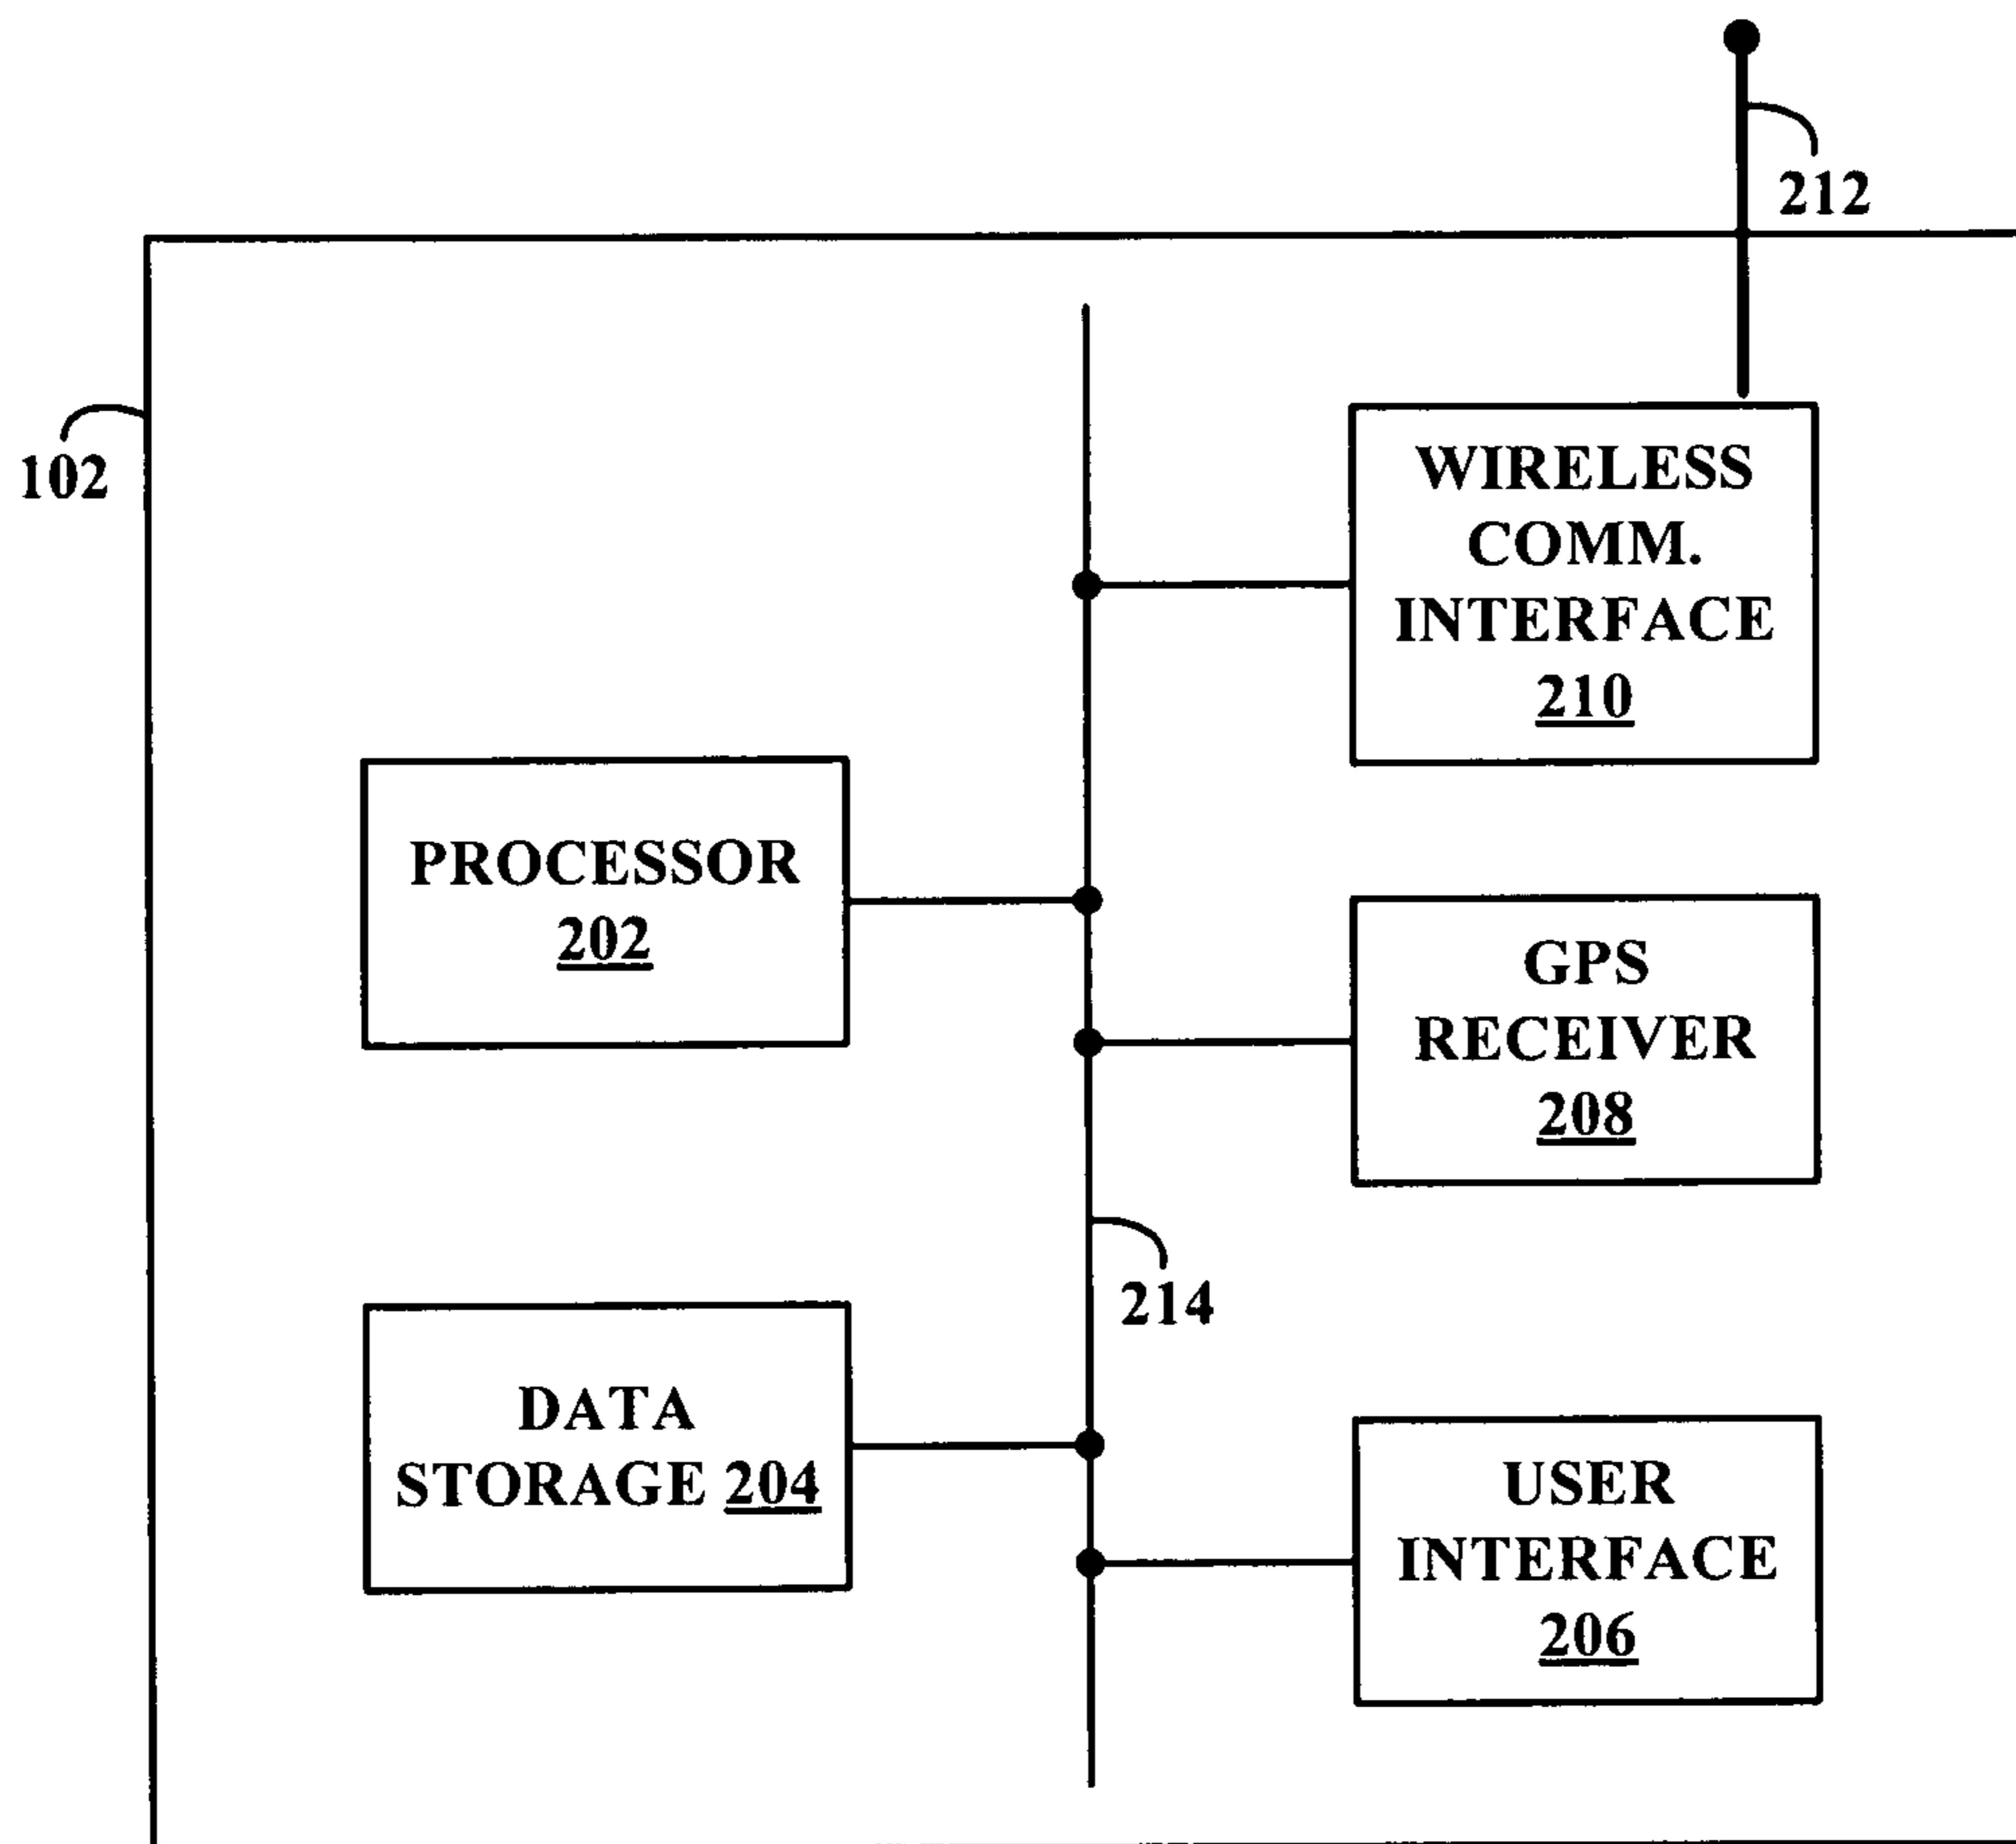 212
102
WIRELESS
COMM.
INTERFACE
210
PROCESSOR
202
GPS
RECEIVER
208
214
DATA
STORAGE 204
USER
INTERFACE
206